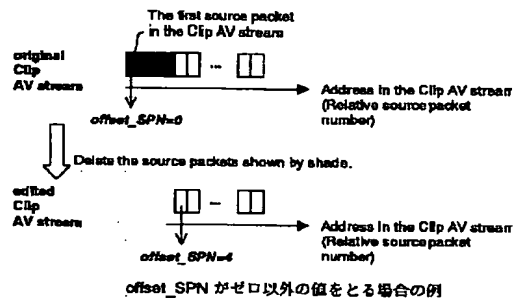 The first source packet
in the Clip AV stream
original
Clip
AV stream
...
Address in the Clip AV stream
(Relative source packet
number)
offset_SPN=0
Delete the source packets shown by shade.
edited
Clip
AV stream
...
Address in the Clip AV stream
(Relative source packet
number)
offset_SPN=4
offset_SPN がゼロ以外の値をとる場合の例